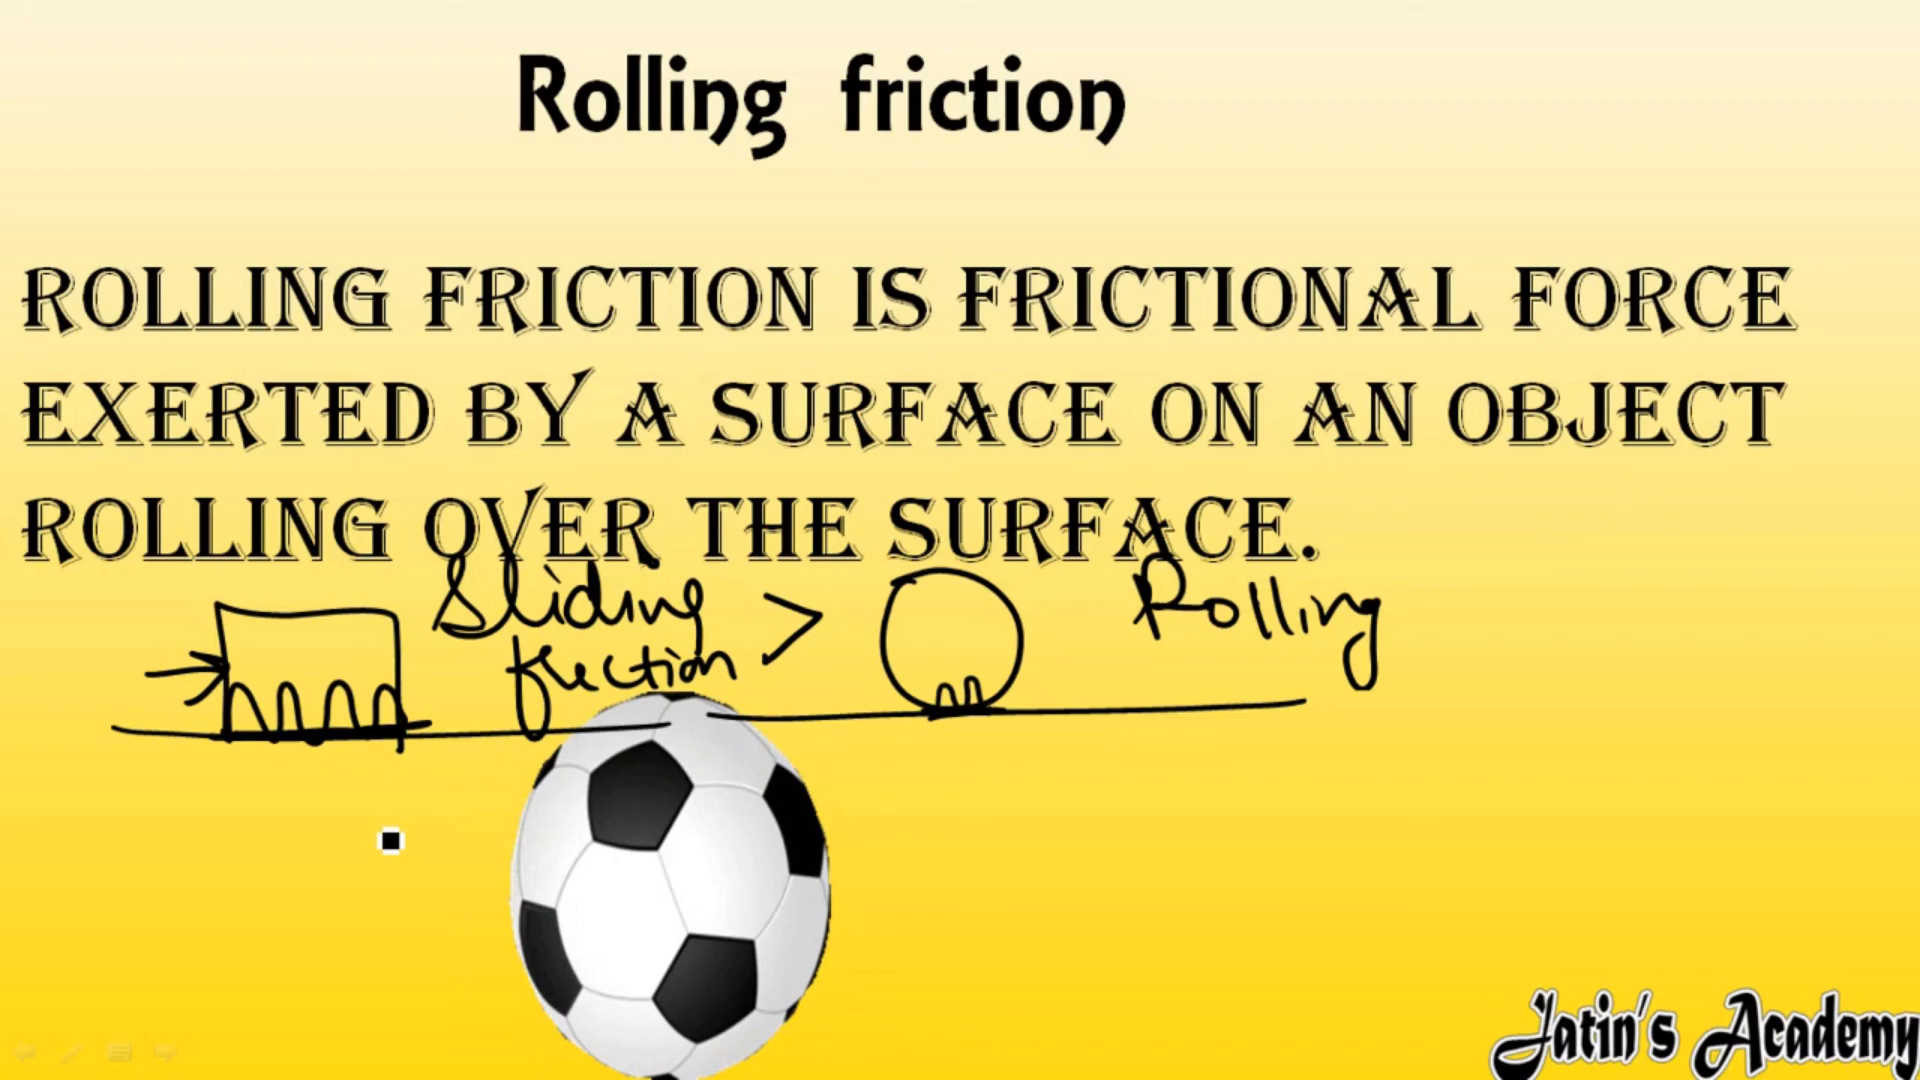 Rolling friction
ROLLING FRICTION IS FRICTIONAL FORCE
EXERTED BY A SURFACE ON AN OBJECT
ROLLING OVER THE SURFACE.
Sliding > Rolling
friction
Jatin's Academy